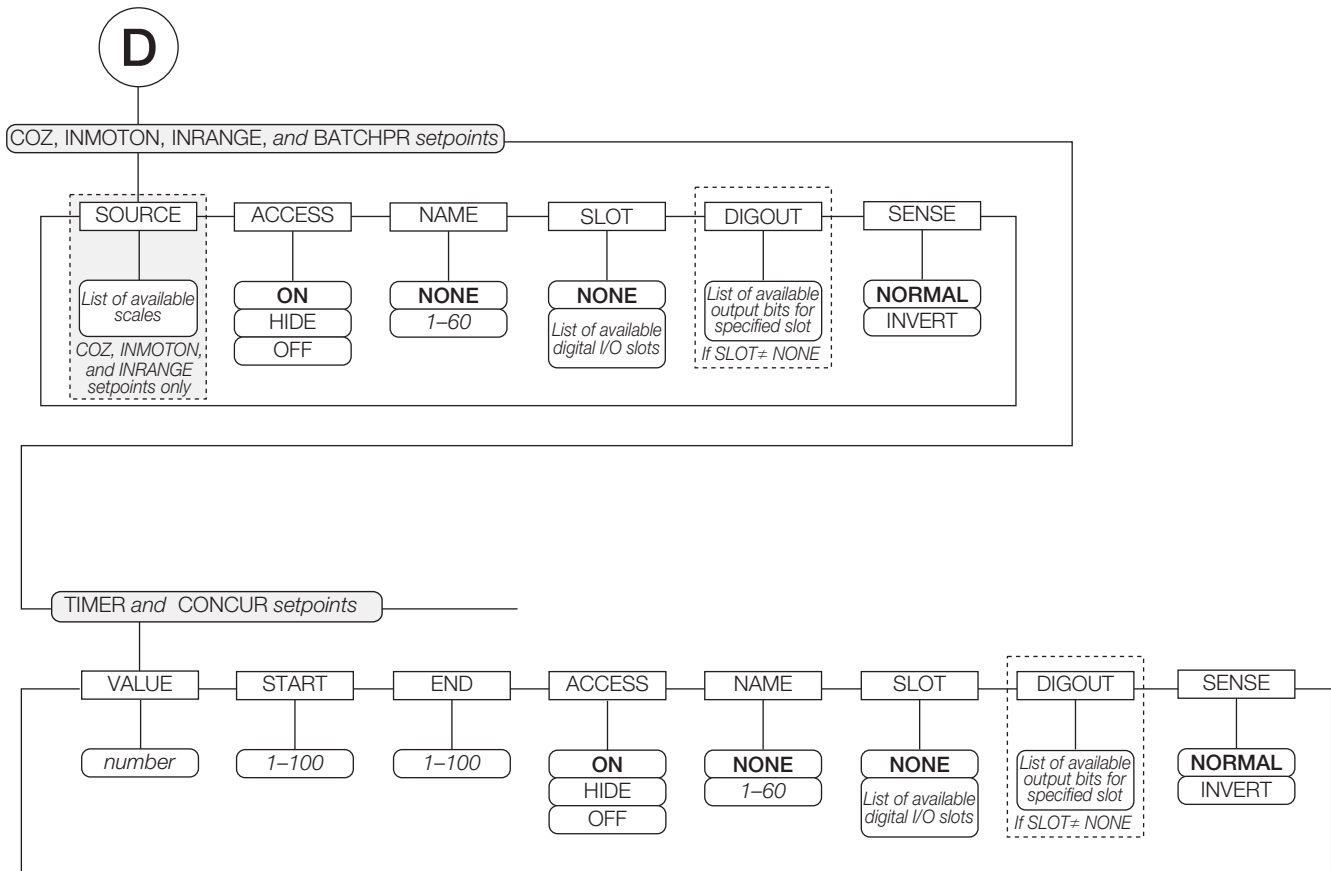 D
COZ, INMOTON, INRANGE, and BATCHPR setpoints
SOURCE
ACCESS
NAME
SLOT
DIGOUT
SENSE
List of available
scales
COZ, INMOTON,
and INRANGE
setpoints only
ON
HIDE
OFF
NONE
1–60
NONE
List of available
digital I/O slots
List of available
output bits for
specified slot
If SLOT≠ NONE
NORMAL
INVERT
TIMER and CONCUR setpoints
VALUE
START
END
ACCESS
NAME
SLOT
DIGOUT
SENSE
number
1–100
1–100
ON
HIDE
OFF
NONE
1–60
NONE
List of available
digital I/O slots
List of available
output bits for
specified slot
If SLOT≠ NONE
NORMAL
INVERT